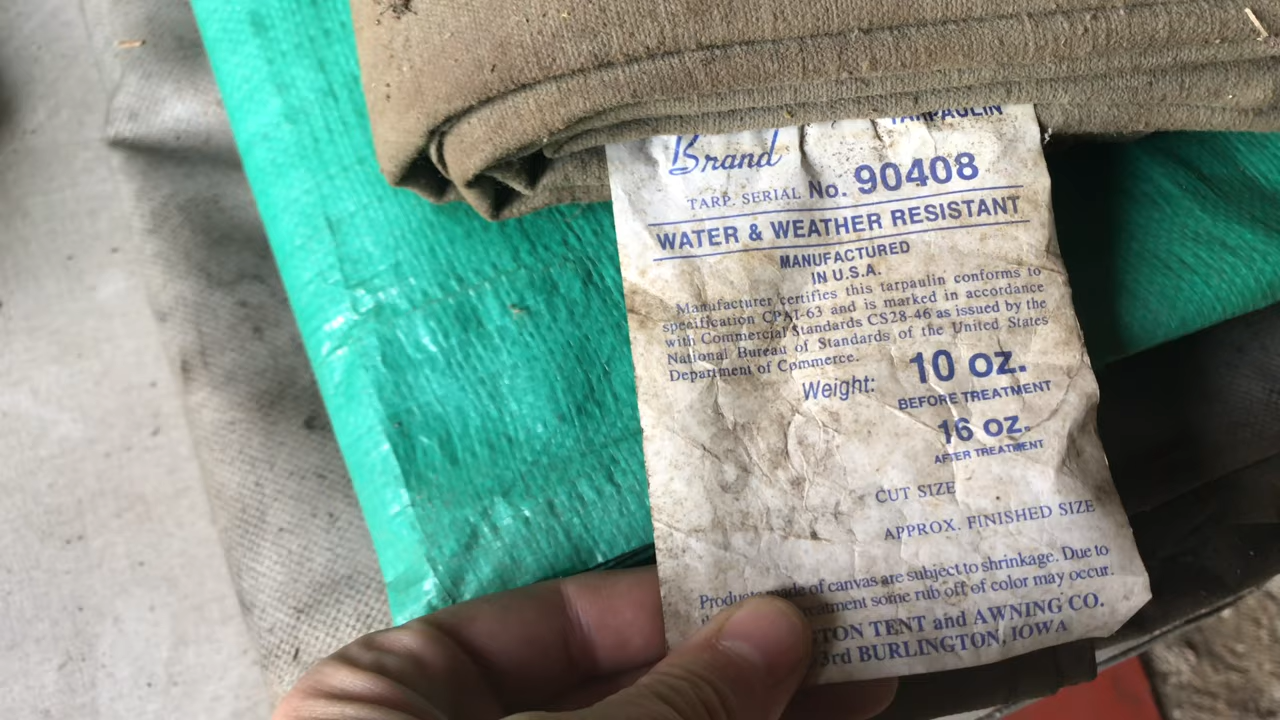 TARPAULIN
Brand
TARP. SERIAL No. 90408
WATER & WEATHER RESISTANT
MANUFACTURED
IN U.S.A.
Manufacturer certifies this tarpaulin conforms to
specification CPAI-63 and is marked in accordance
with Commercial Standards CS28-46 as issued by the
National Bureau of Standards of the United States
Department of Commerce.
Weight: 10 oz.
BEFORE TREATMENT
16 oz.
AFTER TREATMENT
CUT SIZE
APPROX. FINISHED SIZE
Products made of canvas are subject to shrinkage. Due to
some rub off of color may occur.
TENT and AWNING CO.
3rd BURLINGTON, IOWA